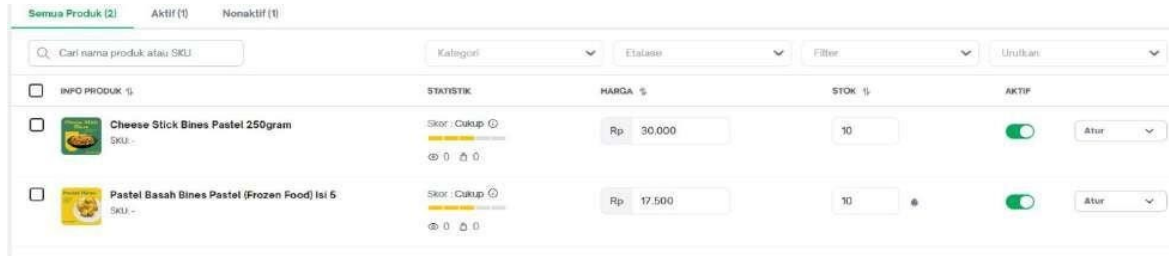 Semua Produk (2) Aktif (1) Nonaktif (1)
Cari nama produk atau SKU Kategori Etalase Filter Urutkan
INFO PRODUK STATISTIK HARGA STOK AKTIF
Cheese Stick Bines Pastel 250gram Skor : Cukup Rp 30.000 10 Atur
SKU: -
0 0
Pastel Basah Bines Pastel (Frozen Food) Isi 5 Skor : Cukup Rp 17.500 10 Atur
SKU: -
0 0